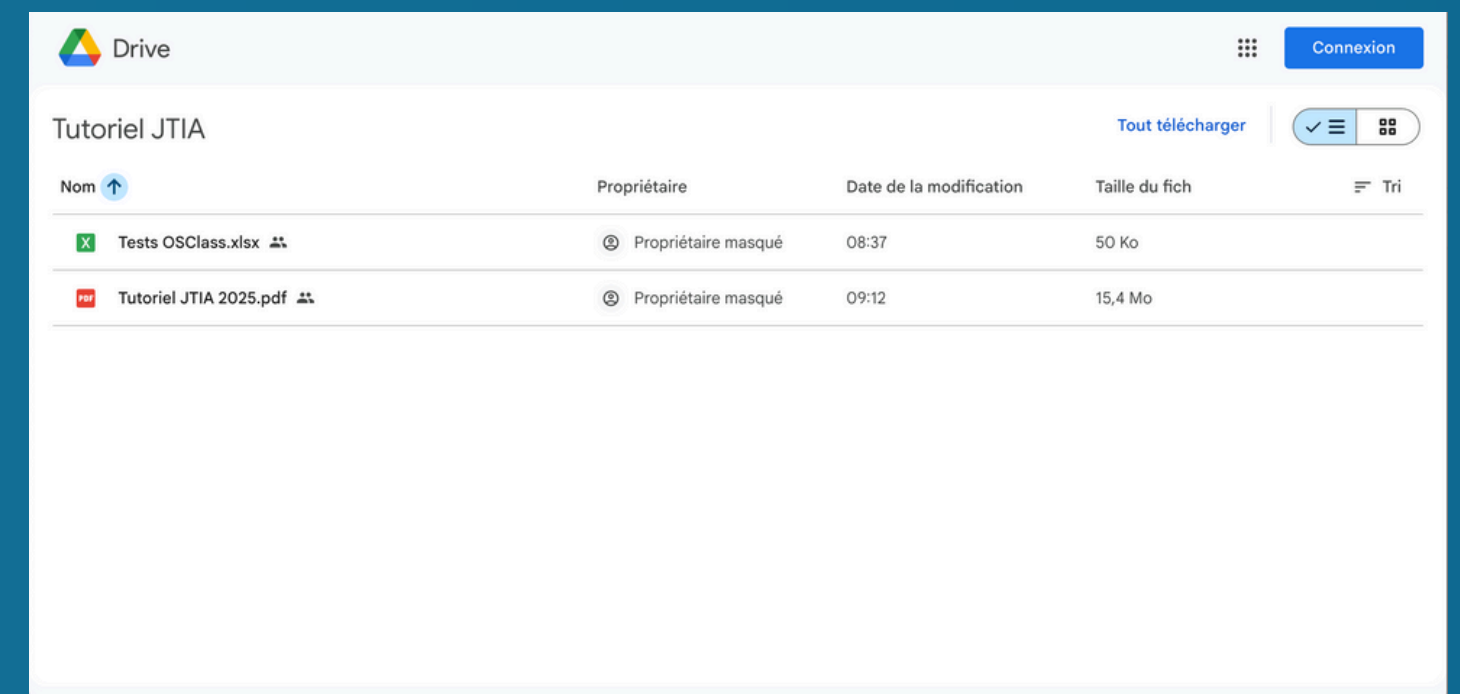 Drive
Connexion
Tutoriel JTIA
Tout télécharger
Nom Propriétaire Date de la modification Taille du fich Tri
X Tests OSClass.xlsx Propriétaire masqué 08:37 50 Ko
PDF Tutoriel JTIA 2025.pdf Propriétaire masqué 09:12 15,4 Mo